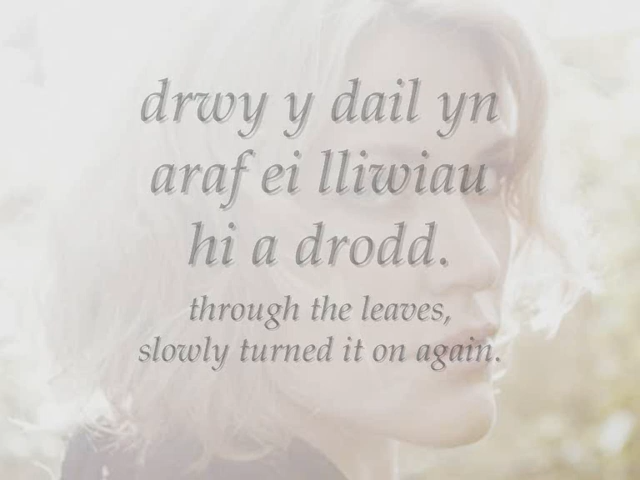 drwy y dail yn
araf ei lliwiau
hi a drodd.
through the leaves,
slowly turned it on again.